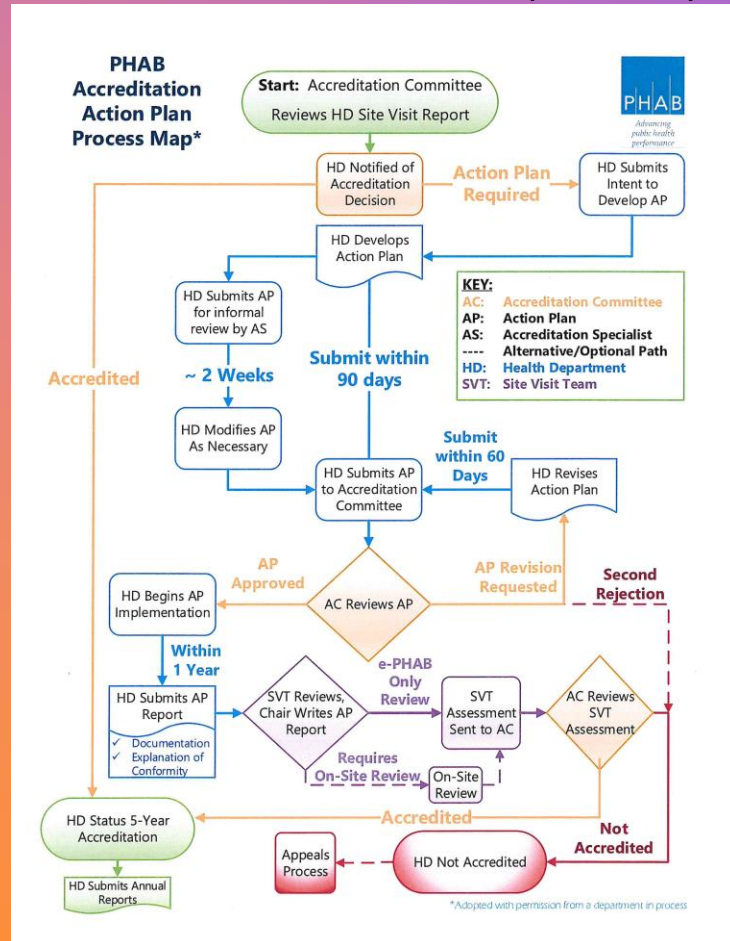 PHAB
Accreditation
Action Plan
Process Map*
Start: Accreditation Committee
Reviews HD Site Visit Report
PHAB
Advancing
public health
performance
HD Notified of
Accreditation
Decision
Action Plan
Required
HD Submits
Intent to
Develop AP
HD Develops
Action Plan
HD Submits AP
for informal
review by AS
KEY:
AC: Accreditation Committee
AP: Action Plan
AS: Accreditation Specialist
---- Alternative/Optional Path
HD: Health Department
SVT: Site Visit Team
Accredited
~ 2 Weeks
Submit within
90 days
HD Modifies AP
As Necessary
Submit
within 60
Days
HD Submits AP
to Accreditation
Committee
HD Revises
Action Plan
AP
Approved
AC Reviews AP
AP Revision
Requested
Second
Rejection
HD Begins AP
Implementation
Within
1 Year
HD Submits AP
Report
✓ Documentation
✓ Explanation of
Conformity
SVT Reviews,
Chair Writes AP
Report
e-PHAB
Only
Review
SVT
Assessment
Sent to AC
AC Reviews
SVT
Assessment
Requires
On-Site Review
On-Site
Review
Accredited
HD Status 5-Year
Accreditation
Not
Accredited
Appeals
Process
HD Not Accredited
HD Submits Annual
Reports
*Adopted with permission from a department in process